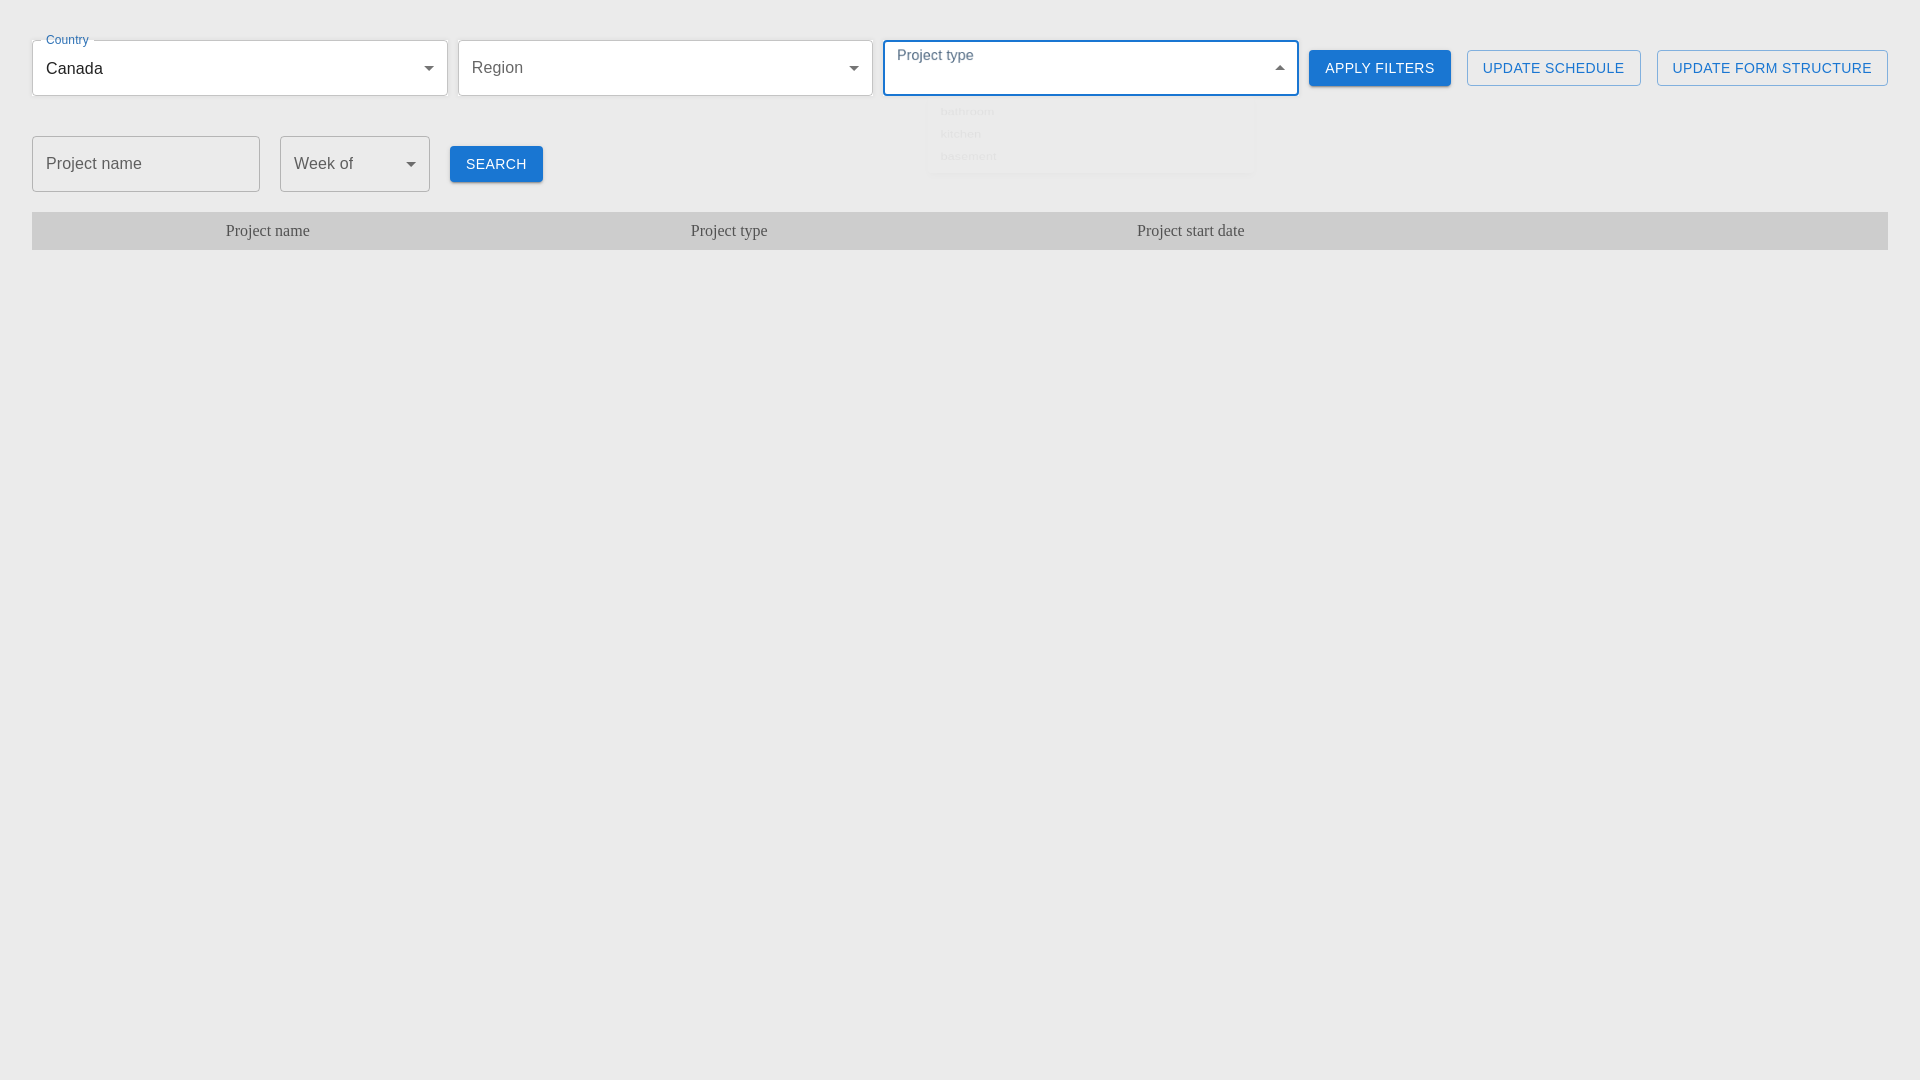 Country
Canada
Region
Project type
APPLY FILTERS
UPDATE SCHEDULE
UPDATE FORM STRUCTURE
kitchen
basement
Project name
Week of
SEARCH
Project name
Project type
Project start date